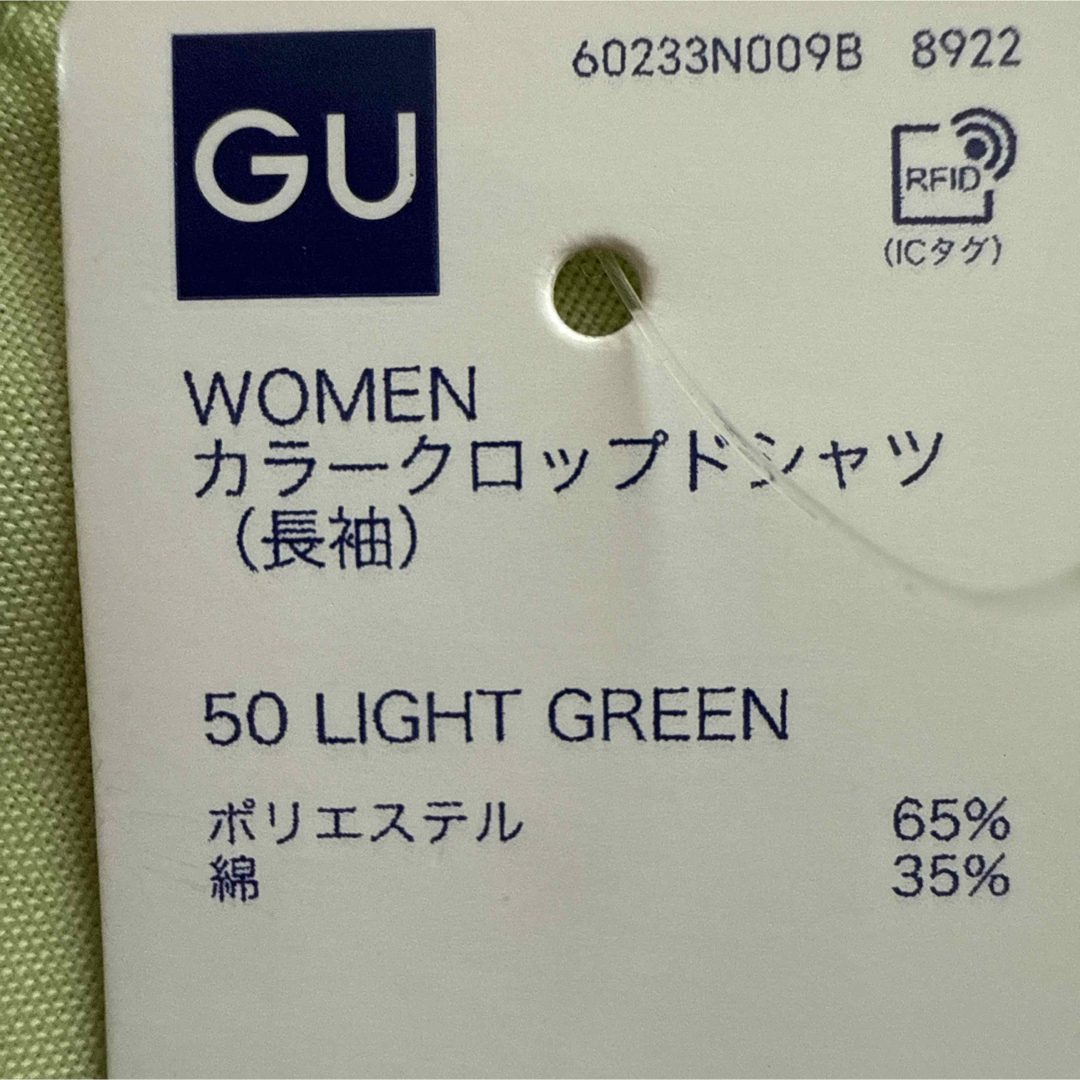 GU
60233N009B 8922
RFID
(ICタグ)
WOMEN
カラークロップドシャツ
(長袖)
50 LIGHT GREEN
ポリエステル 65%
綿 35%